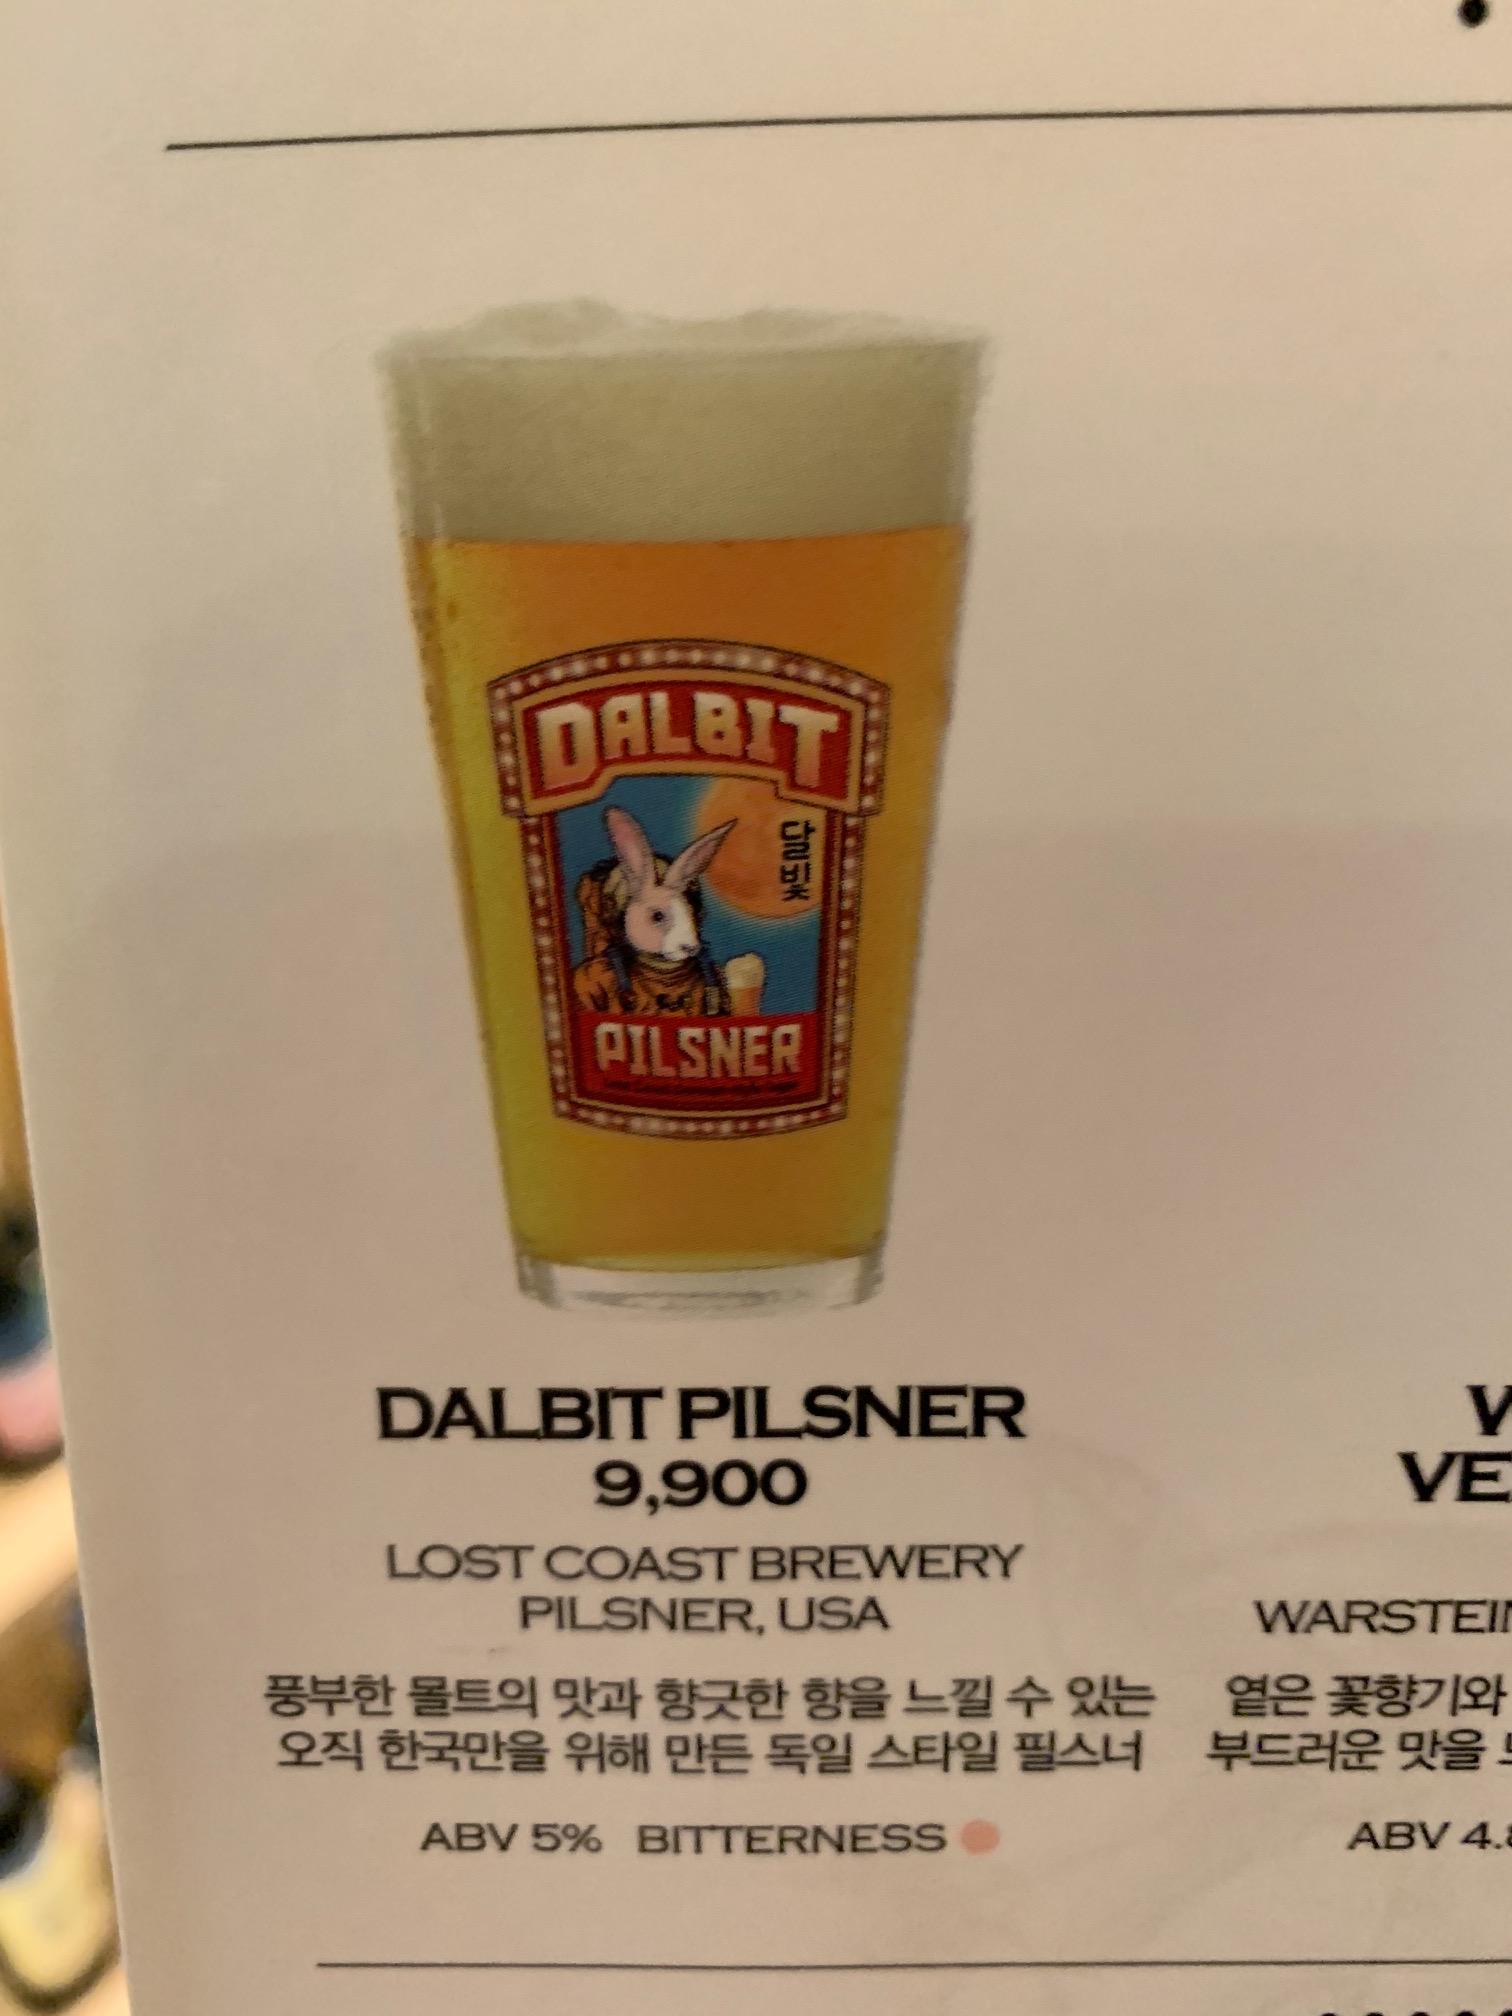 DALBIT
달빛
PILSNER
DALBIT PILSNER
9,900
LOST COAST BREWERY
PILSNER, USA
풍부한 몰트의 맛과 향긋한 향을 느낄 수 있는
오직 한국만을 위해 만든 독일 스타일 필스너
ABV 5% BITTERNESS
옅은 꽃향기와
부드러운 맛을
ABV